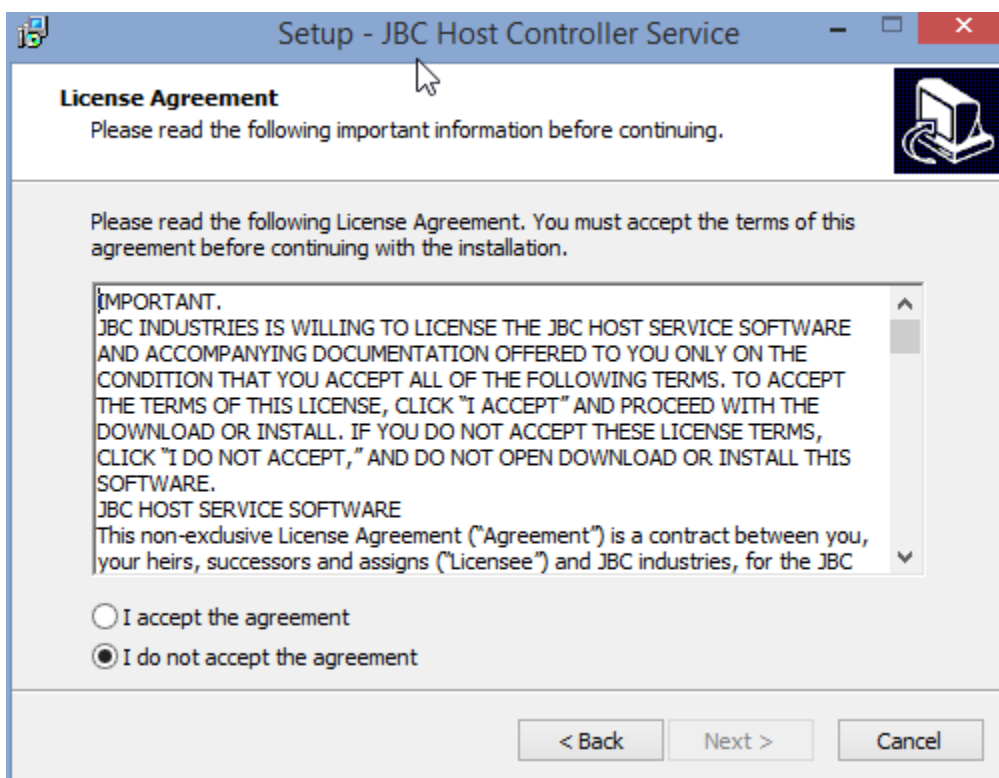 Setup - JBC Host Controller Service
License Agreement
Please read the following important information before continuing.
Please read the following License Agreement. You must accept the terms of this
agreement before continuing with the installation.
IMPORTANT.
JBC INDUSTRIES IS WILLING TO LICENSE THE JBC HOST SERVICE SOFTWARE
AND ACCOMPANYING DOCUMENTATION OFFERED TO YOU ONLY ON THE
CONDITION THAT YOU ACCEPT ALL OF THE FOLLOWING TERMS. TO ACCEPT
THE TERMS OF THIS LICENSE, CLICK “I ACCEPT” AND PROCEED WITH THE
DOWNLOAD OR INSTALL. IF YOU DO NOT ACCEPT THESE LICENSE TERMS,
CLICK “I DO NOT ACCEPT,” AND DO NOT OPEN DOWNLOAD OR INSTALL THIS
SOFTWARE.
JBC HOST SERVICE SOFTWARE
This non-exclusive License Agreement (“Agreement”) is a contract between you,
your heirs, successors and assigns (“Licensee”) and JBC industries, for the JBC
I accept the agreement
I do not accept the agreement
< Back
Next >
Cancel